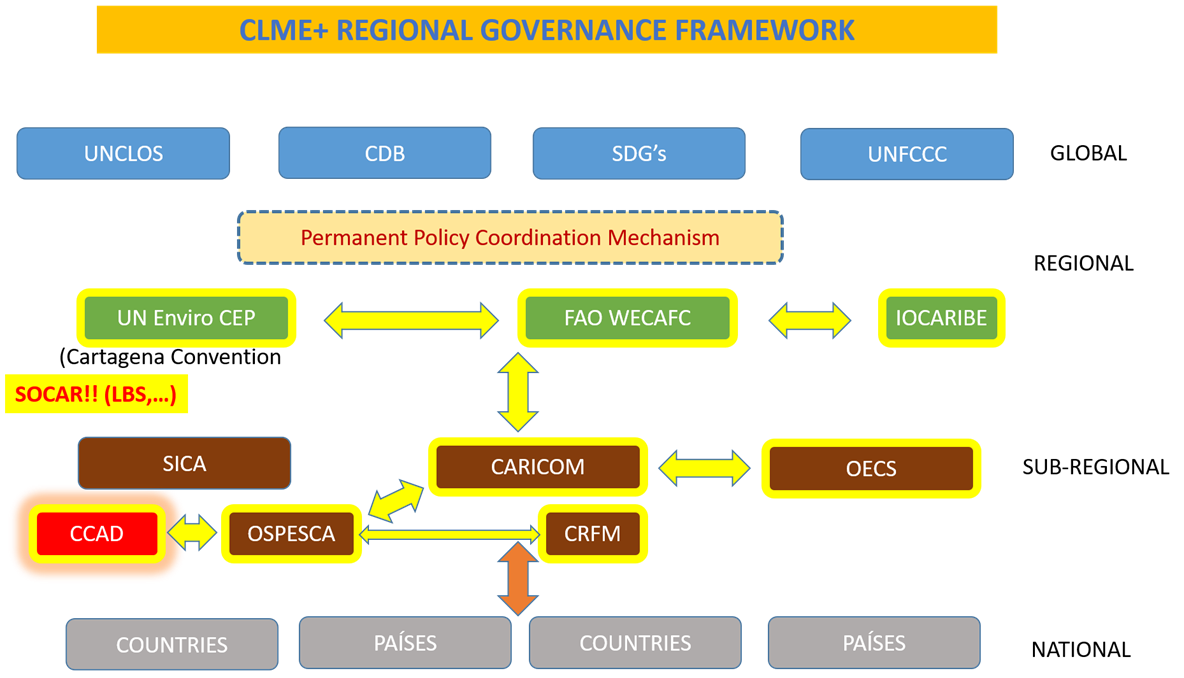 CLME+ REGIONAL GOVERNANCE FRAMEWORK
UNCLOS
CDB
SDG’s
UNFCCC
GLOBAL
Permanent Policy Coordination Mechanism
REGIONAL
UN Enviro CEP
FAO WECAFC
IOCARIBE
(Cartagena Convention
SOCAR!! (LBS,…)
SICA
CARICOM
OECS
SUB-REGIONAL
CCAD
OSPESCA
CRFM
COUNTRIES
PAÍSES
COUNTRIES
PAÍSES
NATIONAL